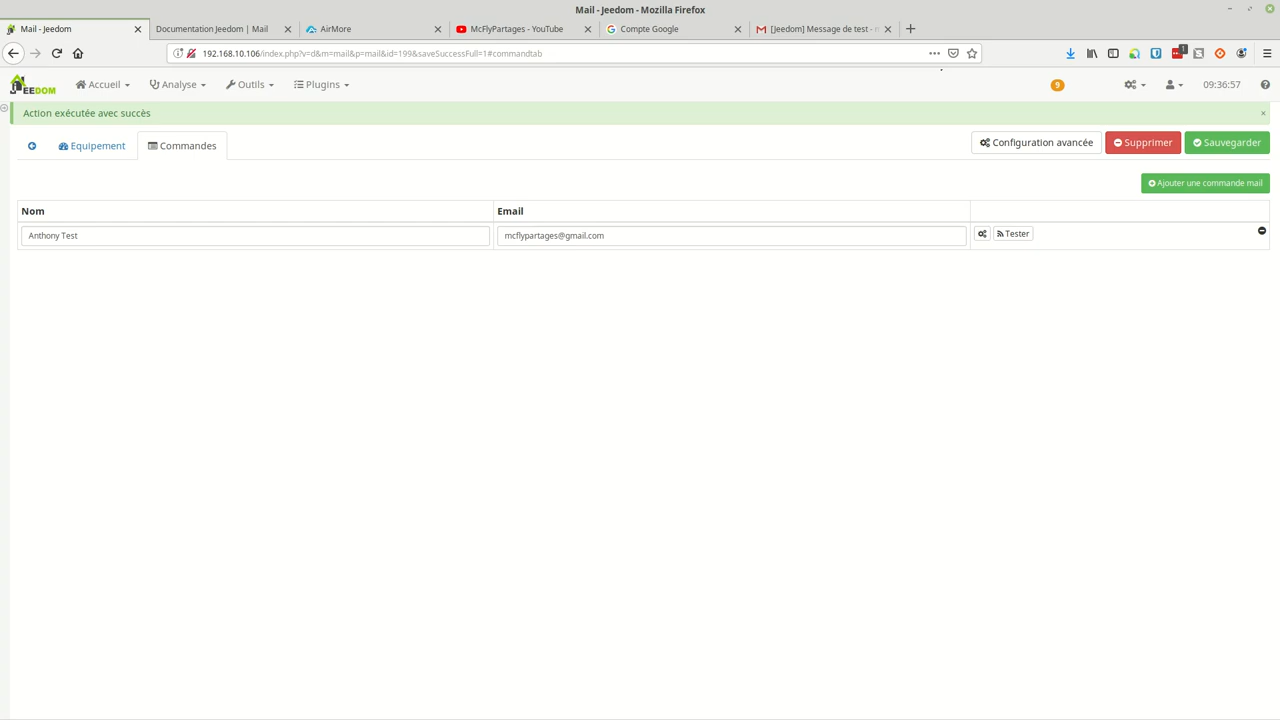 Mail - Jeedom - Mozilla Firefox
Mail - Jeedom
Documentation Jeedom | Mail
AirMore
McFlyPartages - YouTube
Compte Google
[Jeedom] Message de test -
192.168.10.106/index.php?v=d&m=mail&p=mail&id=199&saveSuccessFull=1#commandtab
1
JEEDOM
Accueil
Analyse
Outils
Plugins
9
09:36:57
Action exécutée avec succès
×
Equipement
Commandes
Configuration avancée
Supprimer
Sauvegarder
Ajouter une commande mail
Nom
Email
Anthony Test
mcflypartages@gmail.com
Tester